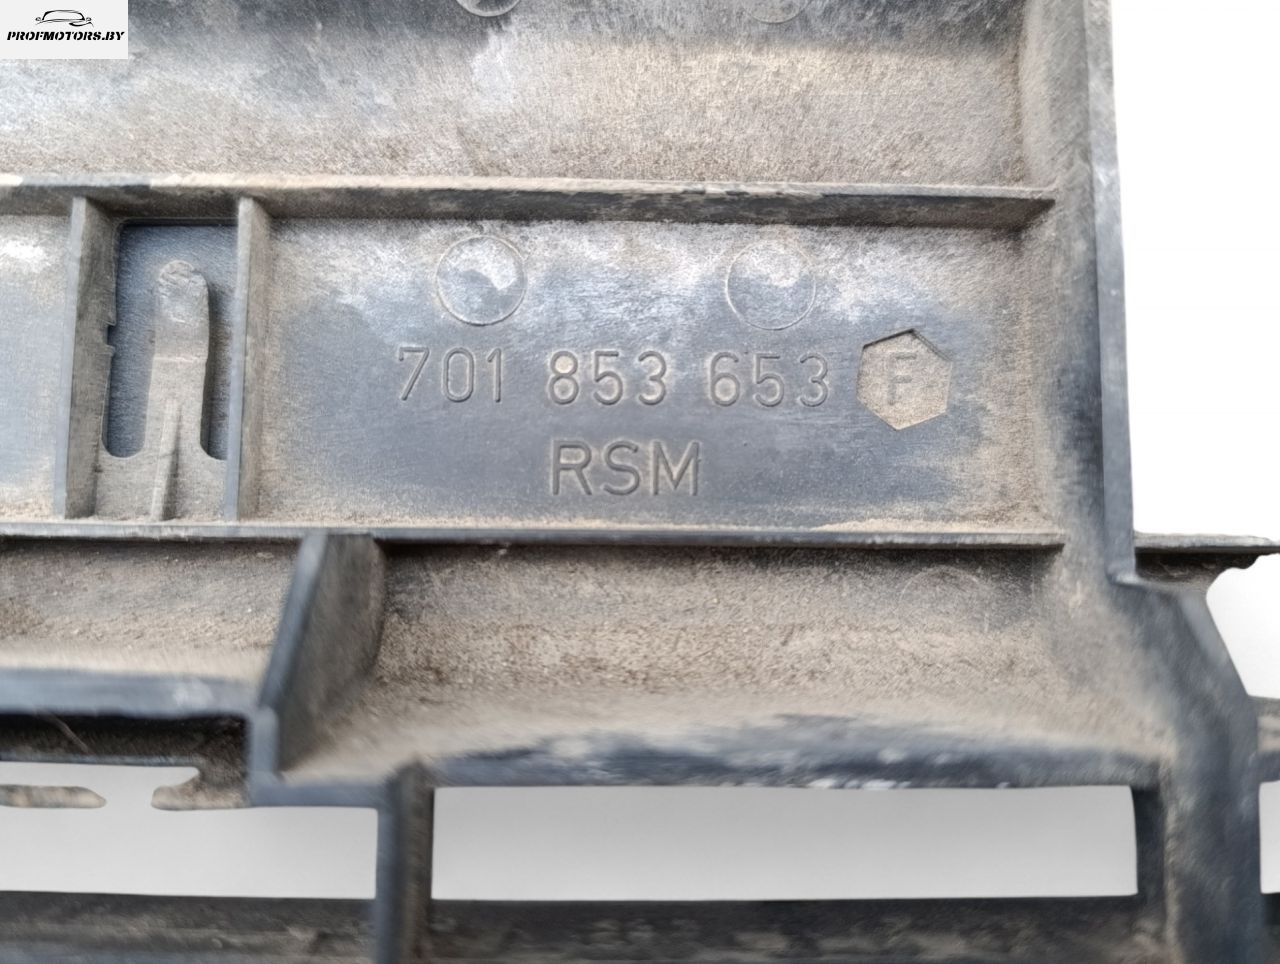 PROFMOTORS.BY
701 853 653 F
RSM